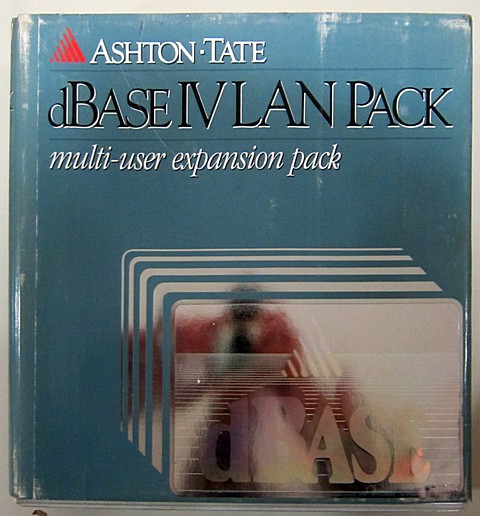 ASHTON·TATE
dBASE IV LAN PACK
multi-user expansion pack
dBASE